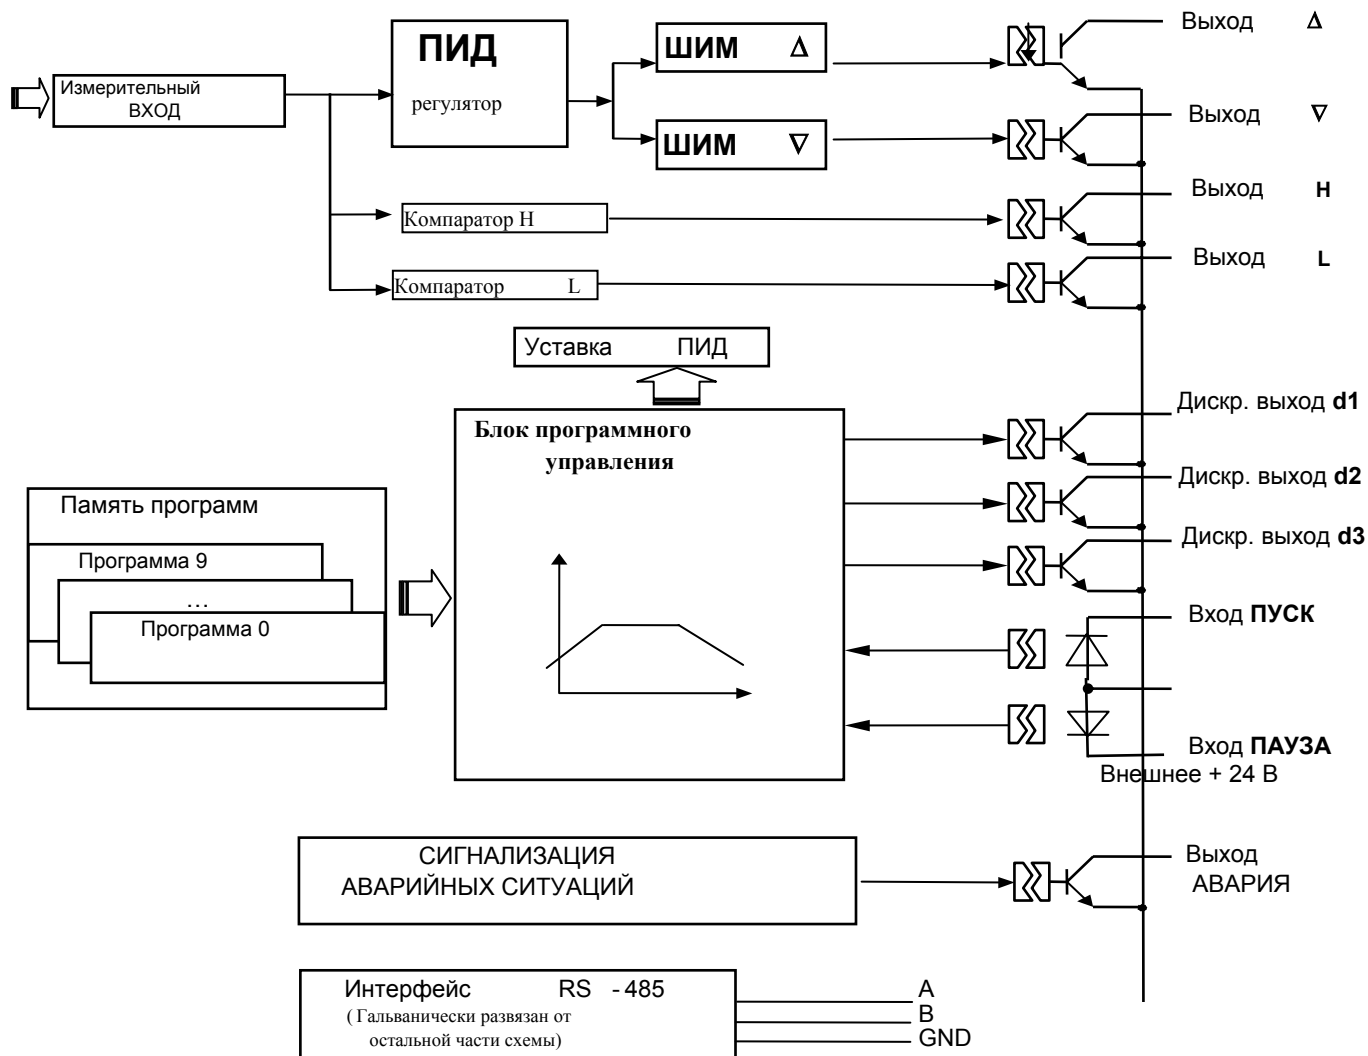 Выход Δ
ПИД
регулятор
ШИМ Δ
Измерительный
ВХОД
Выход ∇
ШИМ ∇
Выход H
Компаратор H
Выход L
Компаратор L
Уставка ПИД
Дискр. выход d1
Блок программного
управления
Дискр. выход d2
Память программ
Дискр. выход d3
Программа 9
...
Программа 0
Вход ПУСК
Вход ПАУЗА
Внешнее + 24 В
СИГНАЛИЗАЦИЯ
АВАРИЙНЫХ СИТУАЦИЙ
Выход
АВАРИЯ
Интерфейс RS - 485
( Гальванически развязан от
остальной части схемы)
A
B
GND